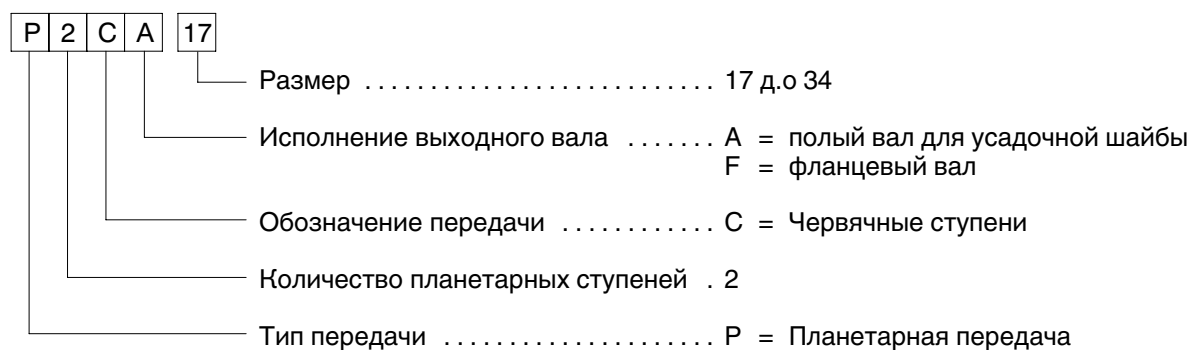 P 2 C A 17
Размер . . . . . . . . . . . . . . . . . . . . . . . . . . . 17 д.о 34
Исполнение выходного вала . . . . . . . A = полый вал для усадочной шайбы
F = фланцевый вал
Обозначение передачи . . . . . . . . . . . . C = Червячные ступени
Количество планетарных ступеней . 2
Тип передачи . . . . . . . . . . . . . . . . . . . . . P = Планетарная передача